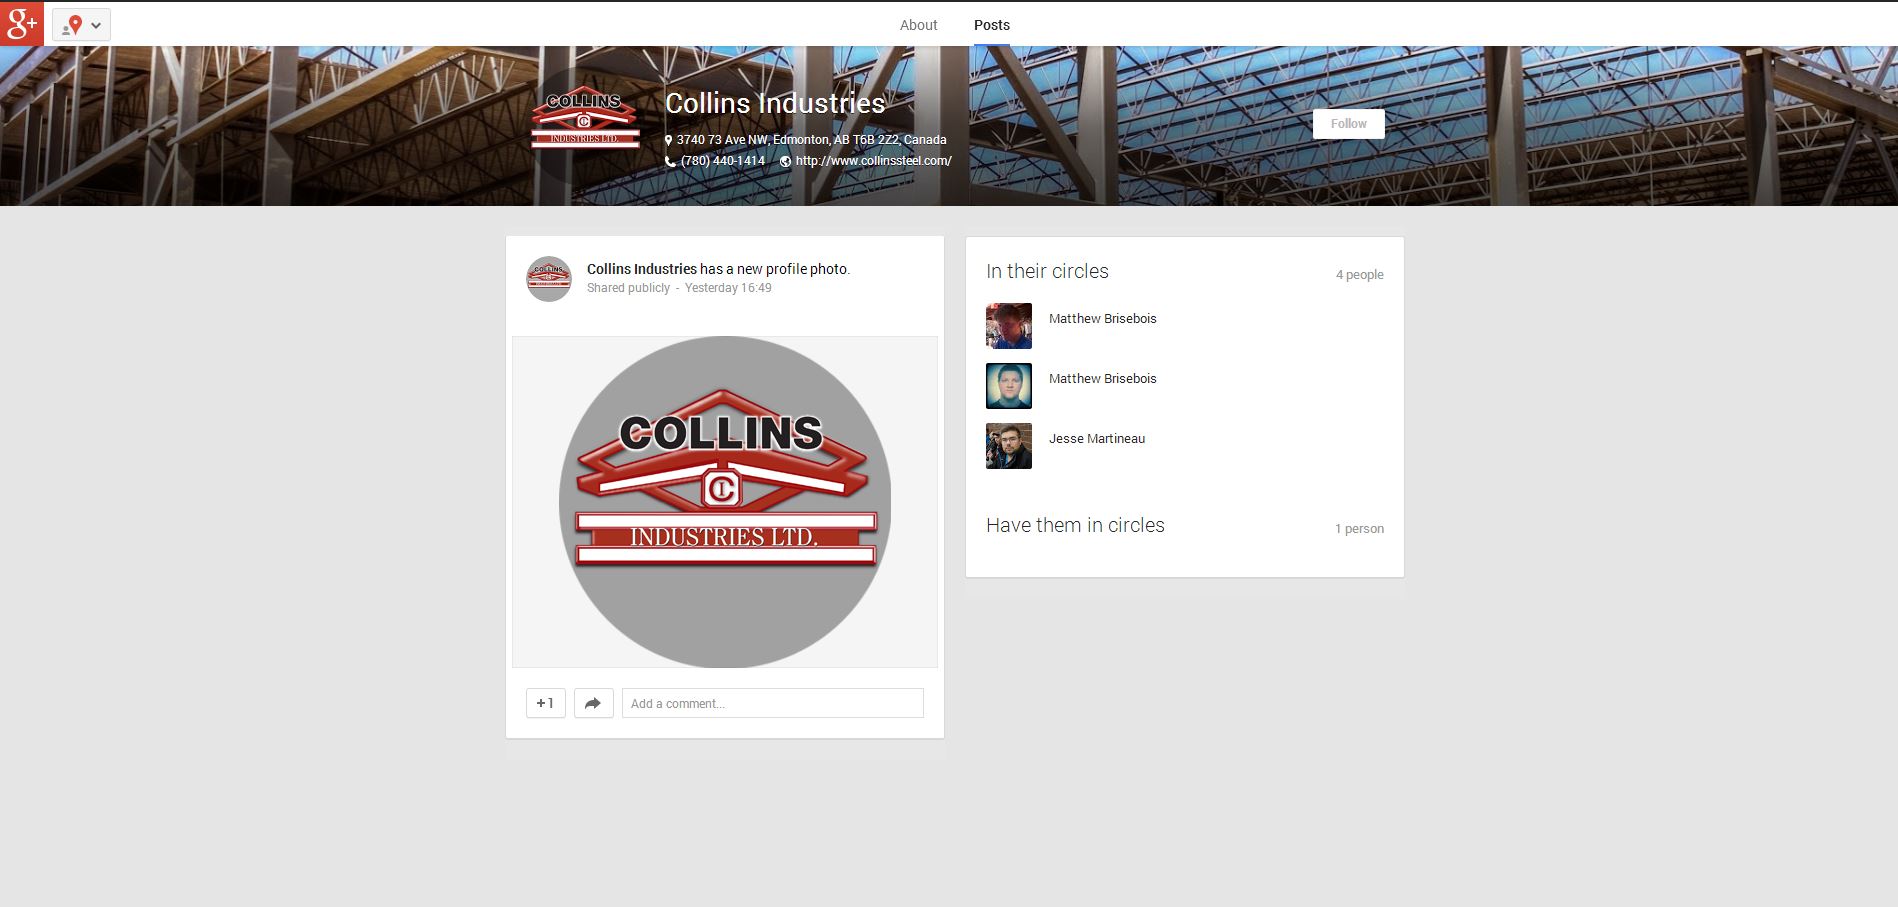 g+
About
Posts
COLLINS
IC
INDUSTRIES LTD.
Collins Industries
3740 73 Ave NW, Edmonton, AB T6B 2Z2, Canada
(780) 440-1414 http://www.collinssteel.com/
Follow
COLLINS
Collins Industries has a new profile photo.
Shared publicly - Yesterday 16:49
COLLINS
IC
INDUSTRIES LTD.
+1
Add a comment...
In their circles
4 people
Matthew Brisebois
Matthew Brisebois
Jesse Martineau
Have them in circles
1 person